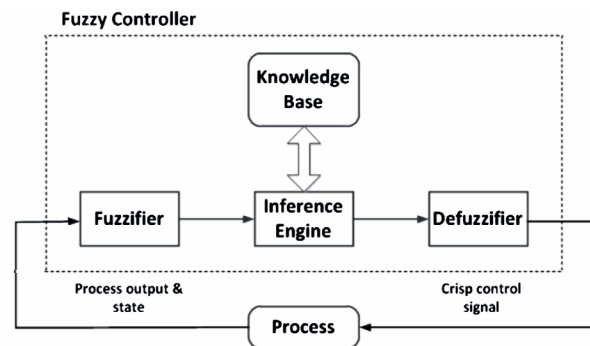 Fuzzy Controller
Knowledge
Base
Fuzzifier
Inference
Engine
Defuzzifier
Process output &
state
Crisp control
signal
Process